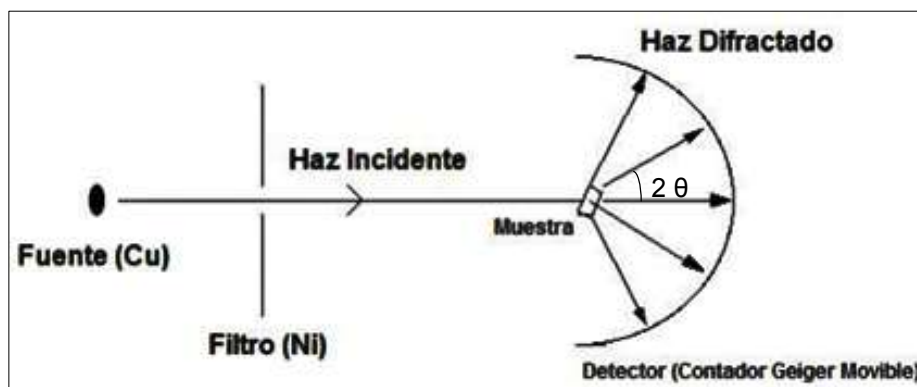 Haz Difractado
Haz Incidente
2 θ
Muestra
Fuente (Cu)
Filtro (Ni)
Detector (Contador Geiger Movible)